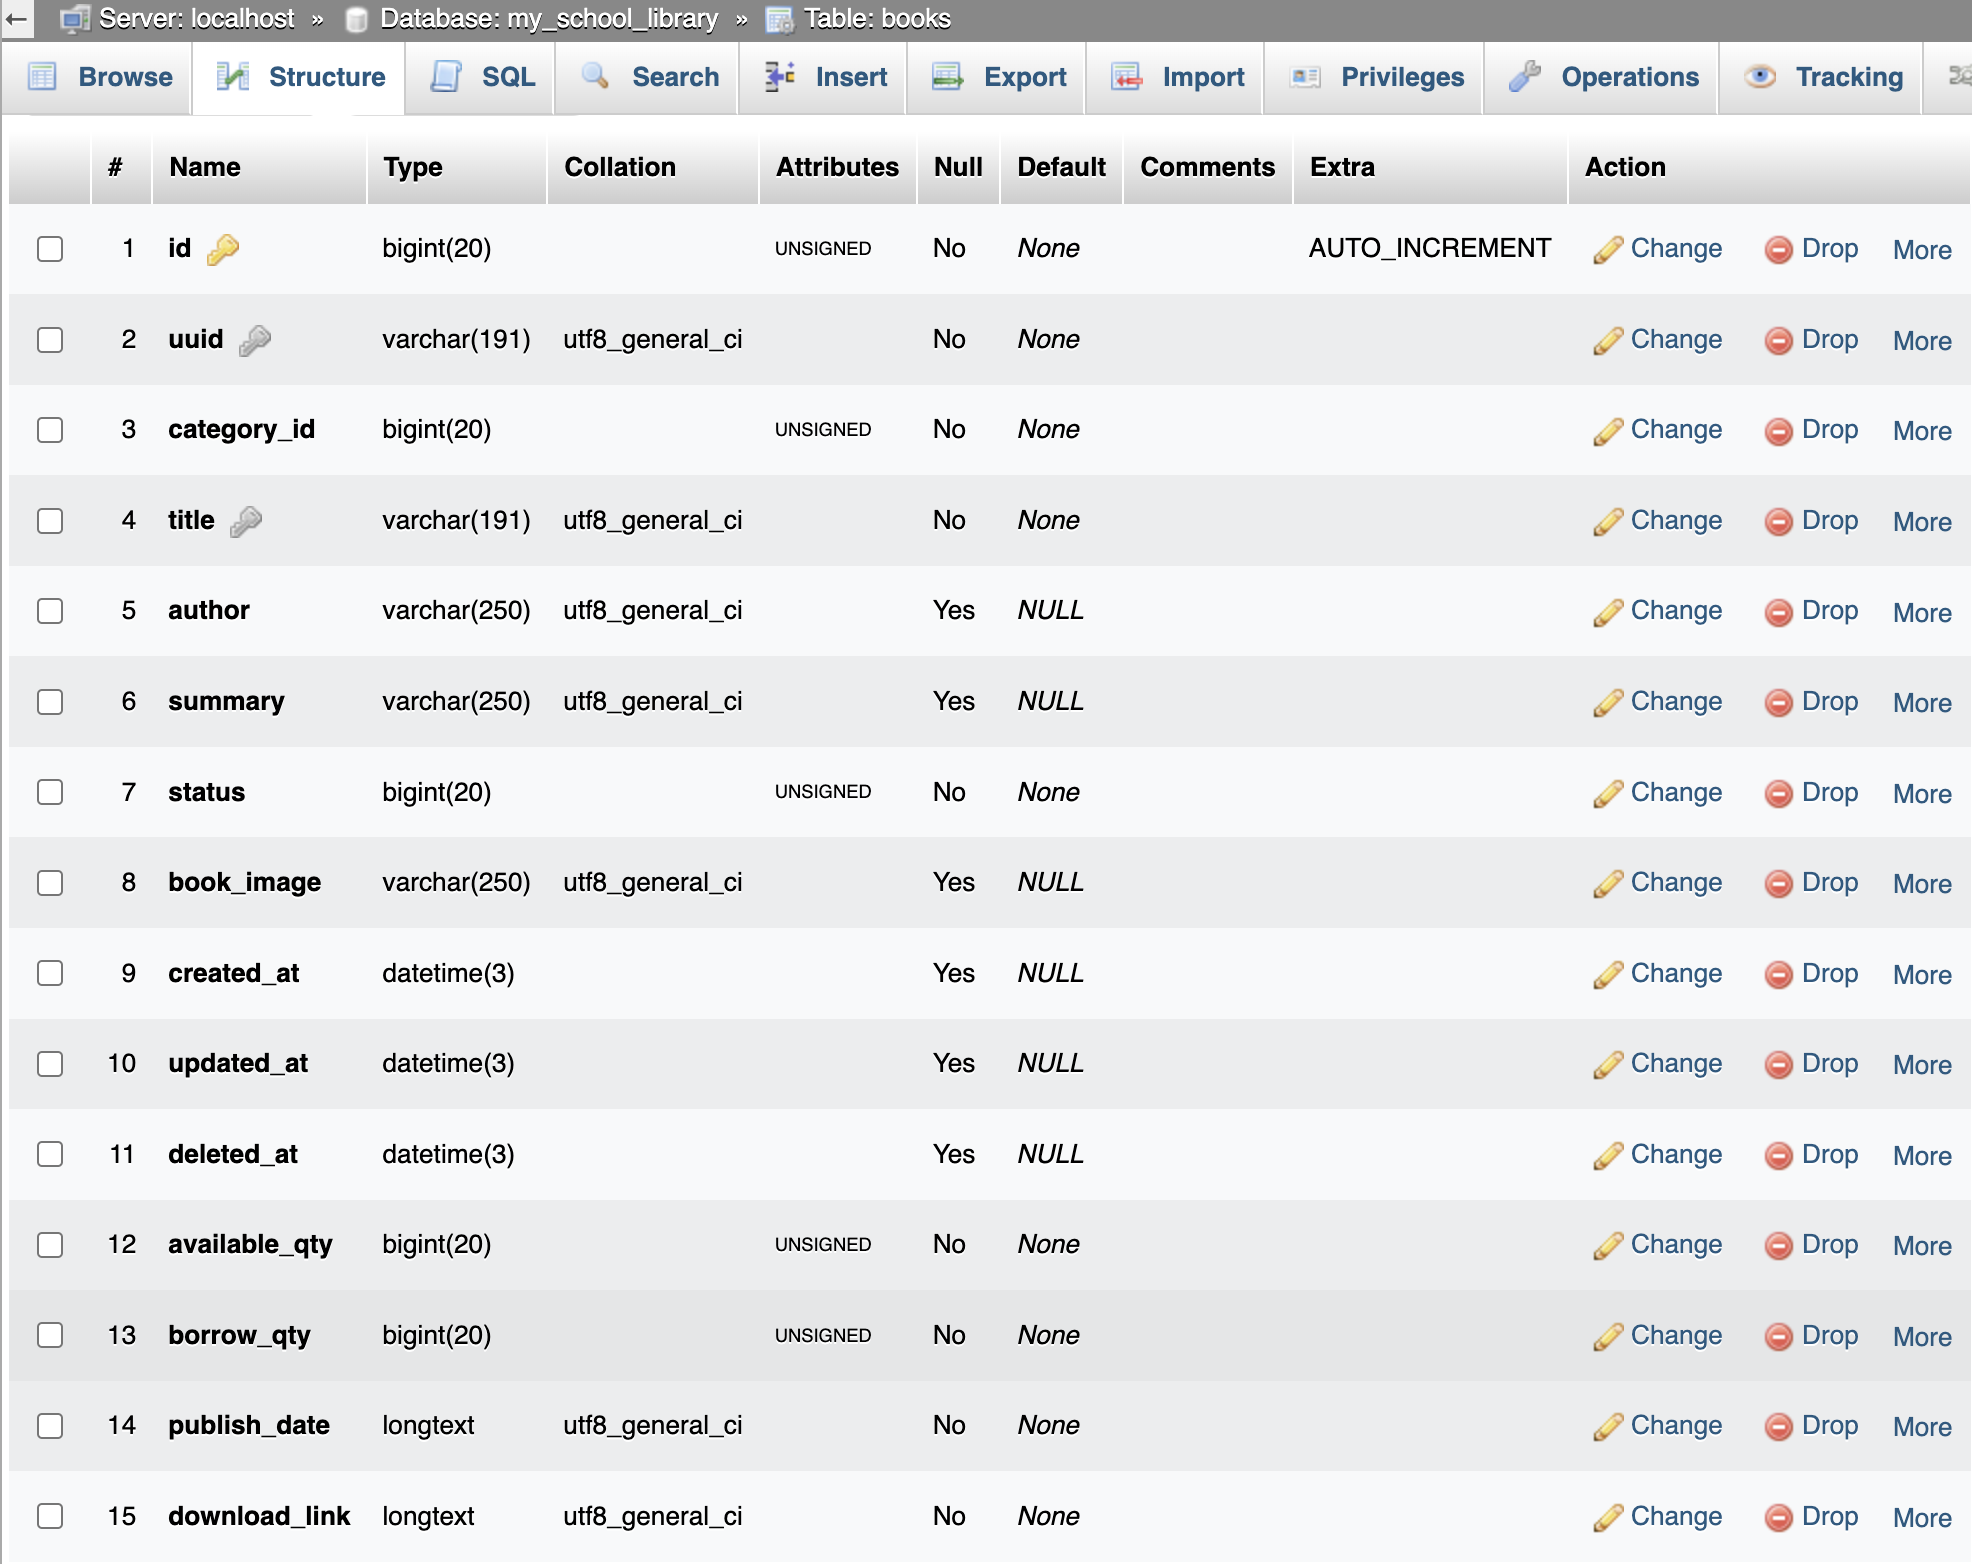 Server: localhost » Database: my_school_library » Table: books
Browse Structure SQL Search Insert Export Import Privileges Operations Tracking
# Name Type Collation Attributes Null Default Comments Extra Action
1 id bigint(20) UNSIGNED No None AUTO_INCREMENT Change Drop More
2 uuid varchar(191) utf8_general_ci No None Change Drop More
3 category_id bigint(20) UNSIGNED No None Change Drop More
4 title varchar(191) utf8_general_ci No None Change Drop More
5 author varchar(250) utf8_general_ci Yes NULL Change Drop More
6 summary varchar(250) utf8_general_ci Yes NULL Change Drop More
7 status bigint(20) UNSIGNED No None Change Drop More
8 book_image varchar(250) utf8_general_ci Yes NULL Change Drop More
9 created_at datetime(3) Yes NULL Change Drop More
10 updated_at datetime(3) Yes NULL Change Drop More
11 deleted_at datetime(3) Yes NULL Change Drop More
12 available_qty bigint(20) UNSIGNED No None Change Drop More
13 borrow_qty bigint(20) UNSIGNED No None Change Drop More
14 publish_date longtext utf8_general_ci No None Change Drop More
15 download_link longtext utf8_general_ci No None Change Drop More